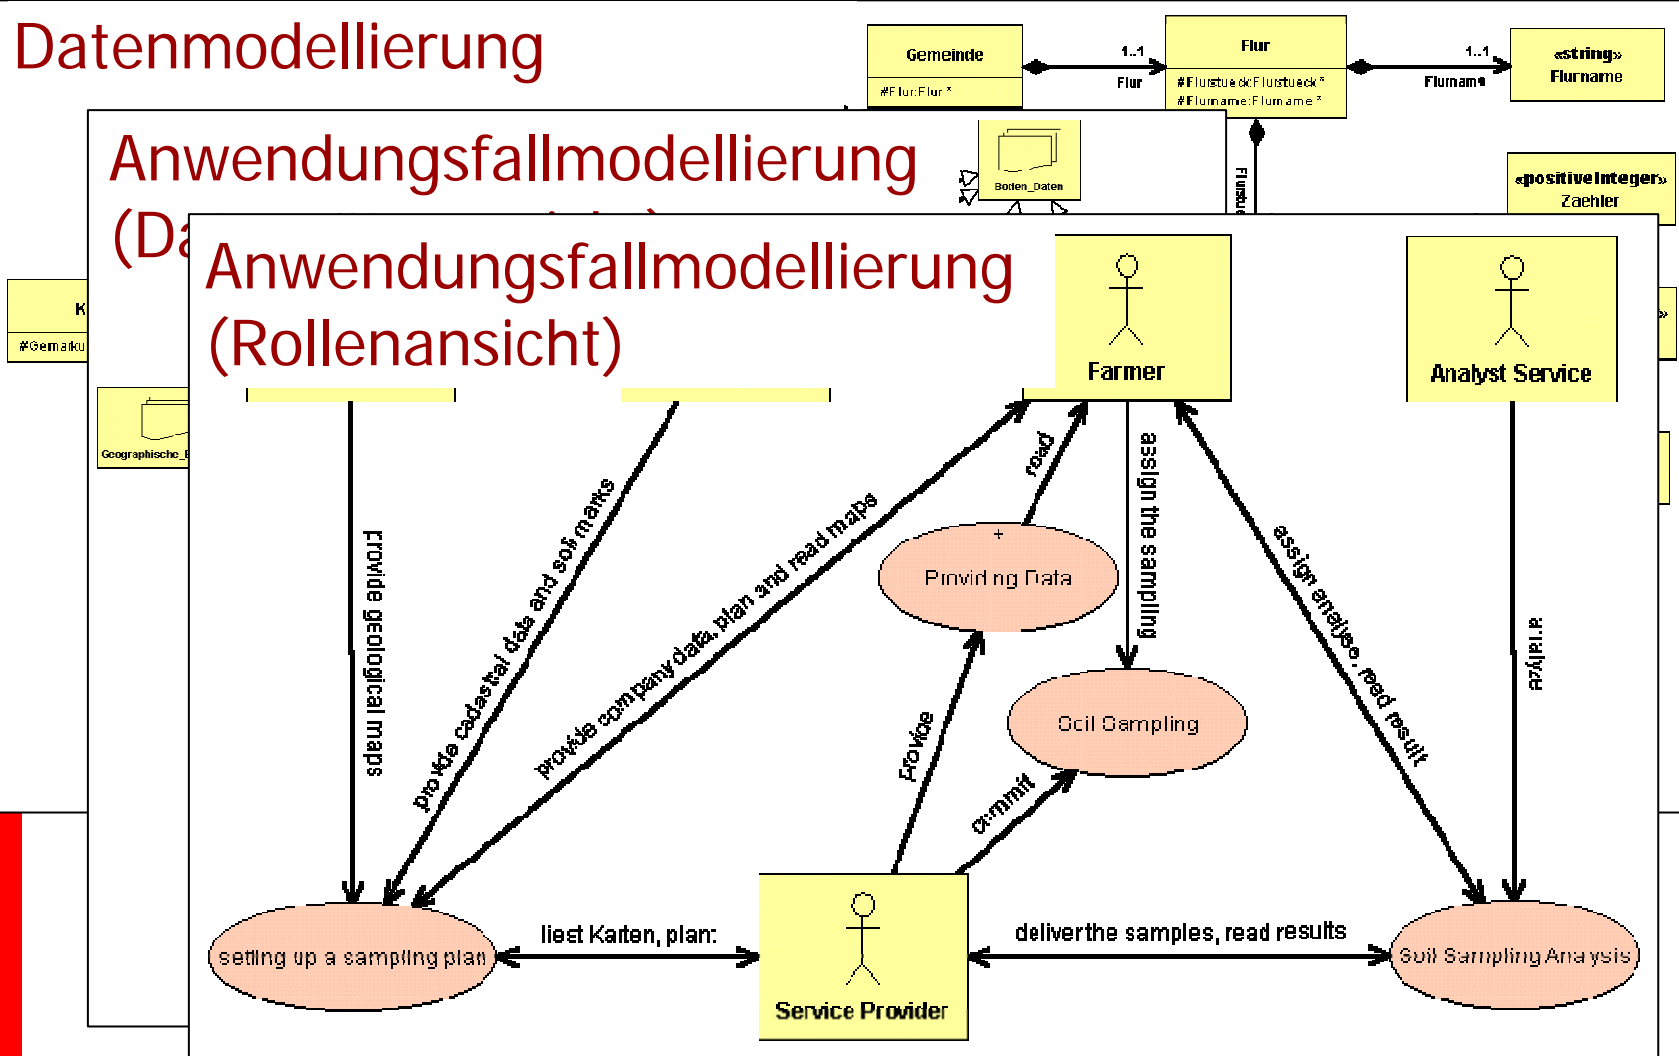 Datenmodellierung
Gemeinde
#Flur:Flur *
1..1
Flur
Flur
#Flurstueck:Flurstueck *
#Flurname:Flurname *
1..1
Flurname
«string»
Flurname
Anwendungsfallmodellierung
Boden_Daten
«positiveInteger»
Zaehler
Anwendungsfallmodellierung
(Rollenansicht)
Farmer
Analyst Service
K
#Gemarku
Geographische_
provide geological maps
provide cadastral data and soil marks
provide company data, plan and read maps
read
assign the sampling
assign analyse, read result
analyze
Providing Data
+
Soil Sampling
provide
commit
setting up a sampling plan
liest Karten, plant
deliver the samples, read results
Soil Sampling Analysis
Service Provider